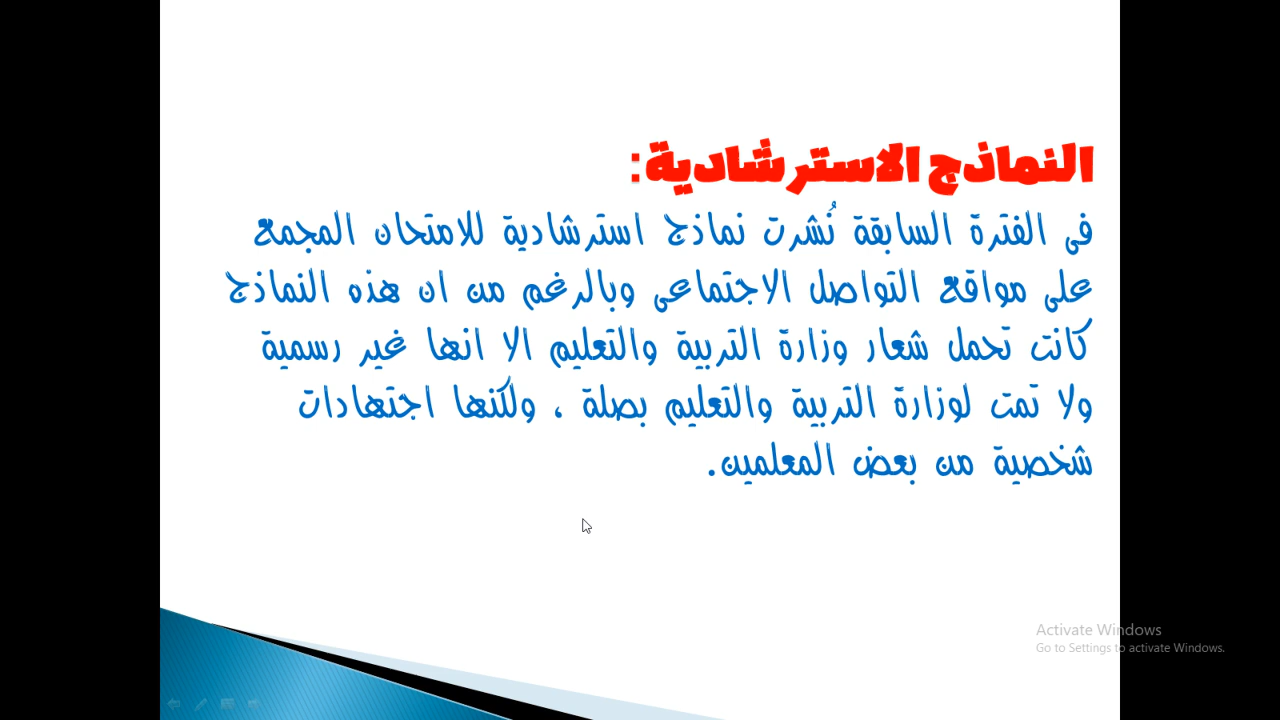 النماذج الاسترشادية:
فى الفترة السابقة نُشرت نماذج استرشادية للامتحان المجمع
على مواقع التواصل الاجتماعى وبالرغم من ان هذه النماذج
كانت تحمل شعار وزارة التربية والتعليم الا انها غير رسمية
ولا تمت لوزارة التربية والتعليم بصلة ، ولكنها اجتهادات
شخصية من بعض المعلمين.
Activate Windows
Go to Settings to activate Windows.